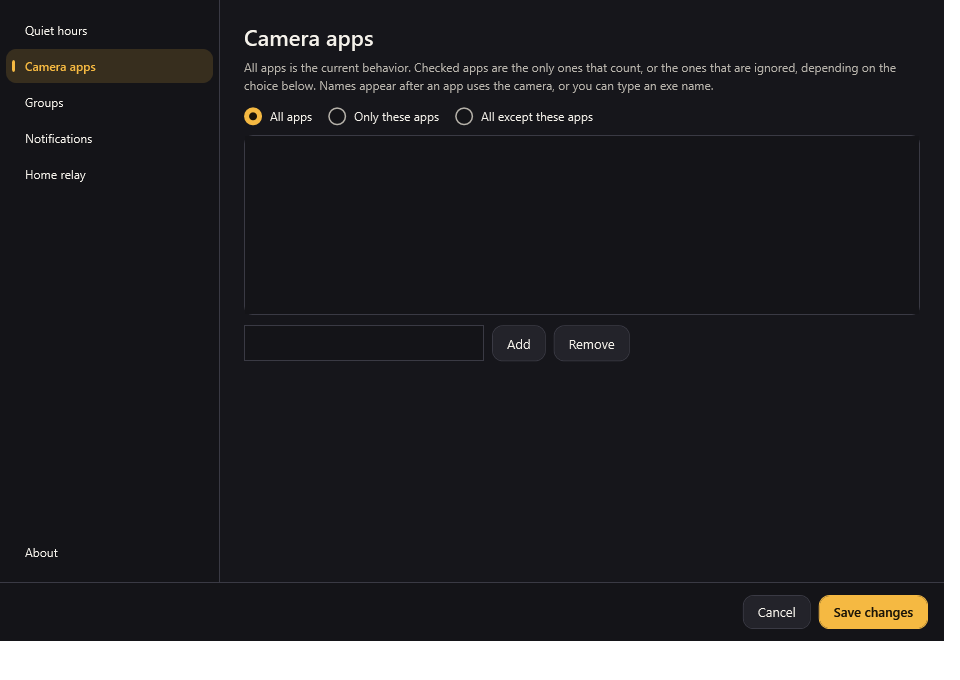 Quiet hours
Camera apps
Groups
Notifications
Home relay
About
Camera apps
All apps is the current behavior. Checked apps are the only ones that count, or the ones that are ignored, depending on the
choice below. Names appear after an app uses the camera, or you can type an exe name.
All apps Only these apps All except these apps
Add Remove
Cancel Save changes